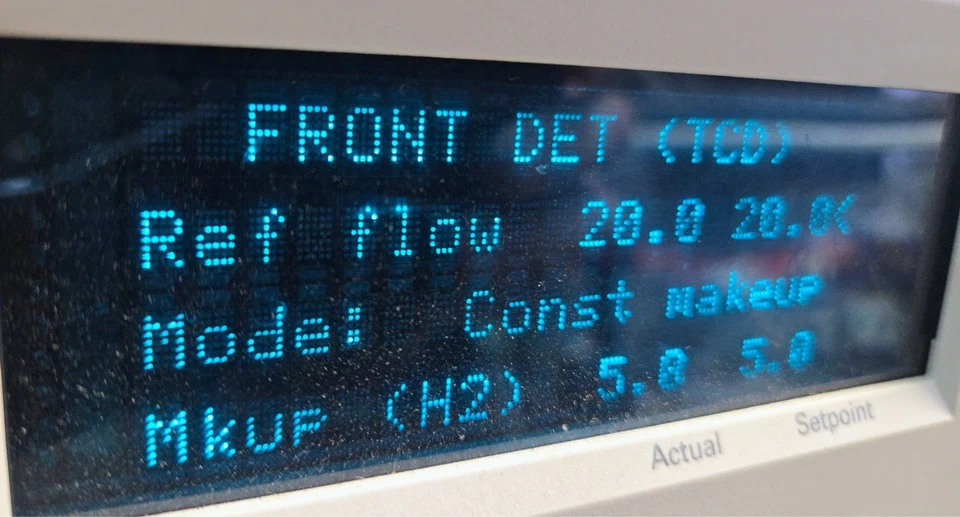 FRONT DET (TCD)
Ref flow 20.0 20.0<
Mode: Const makeup
Mkup (H2) 5.0 5.0
Actual Setpoint